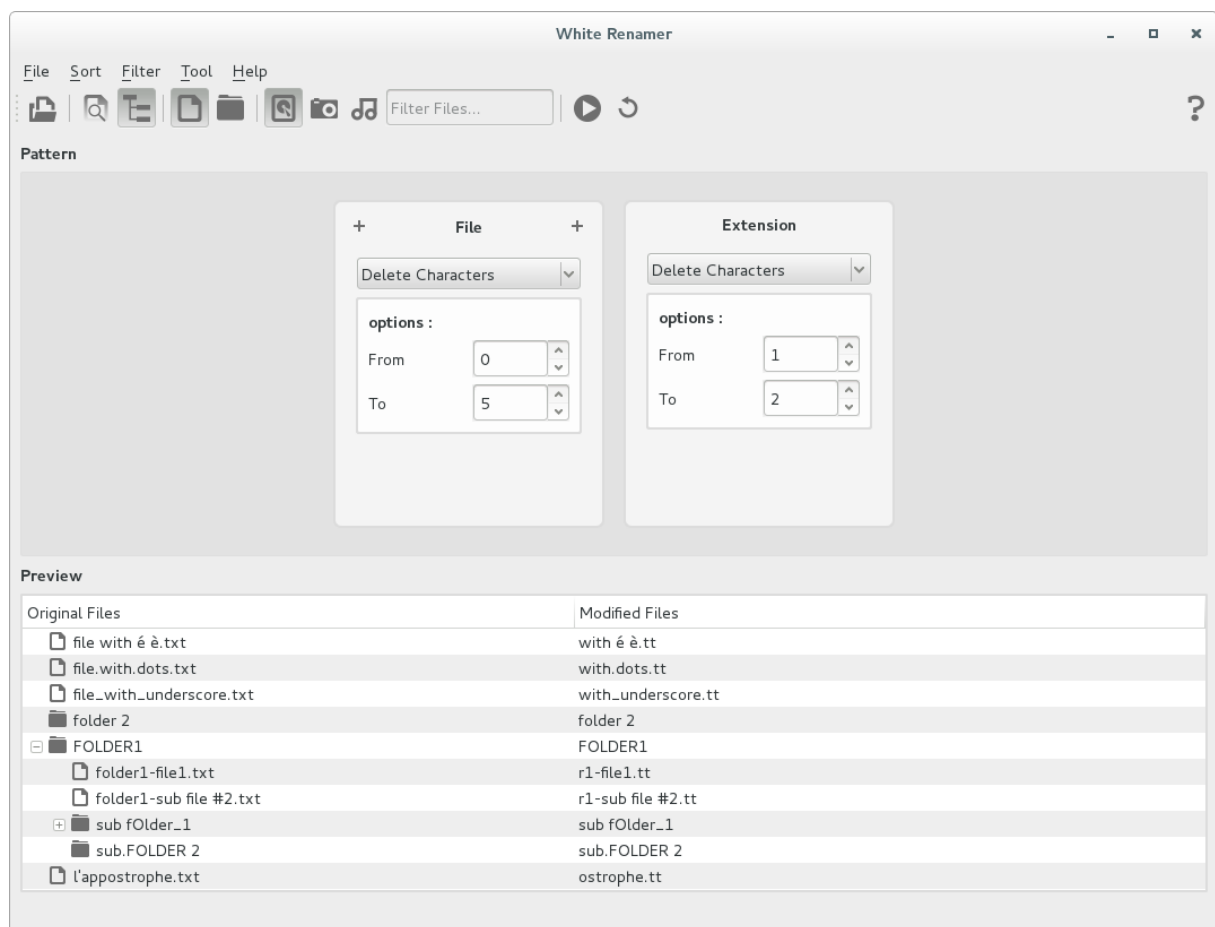 White Renamer
File Sort Filter Tool Help
Filter Files...
?
Pattern
+ File +
Delete Characters
options :
From 0
To 5
Extension
Delete Characters
options :
From 1
To 2
Preview
Original Files Modified Files
file with é è.txt with é è.tt
file.with.dots.txt with.dots.tt
file_with_underscore.txt with_underscore.tt
folder 2 folder 2
FOLDER1 FOLDER1
folder1-file1.txt r1-file1.tt
folder1-sub file #2.txt r1-sub file #2.tt
sub fOlder_1 sub fOlder_1
sub.FOLDER 2 sub.FOLDER 2
l'appostrophe.txt ostrophe.tt